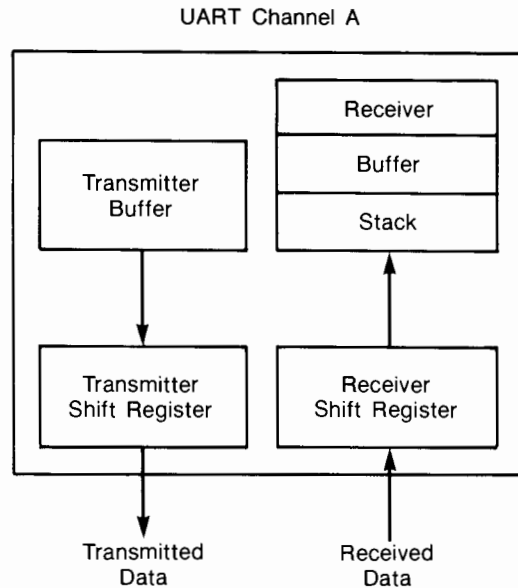 UART Channel A
Transmitter
Buffer
Receiver
Buffer
Stack
Transmitter
Shift Register
Receiver
Shift Register
Transmitted
Data
Received
Data